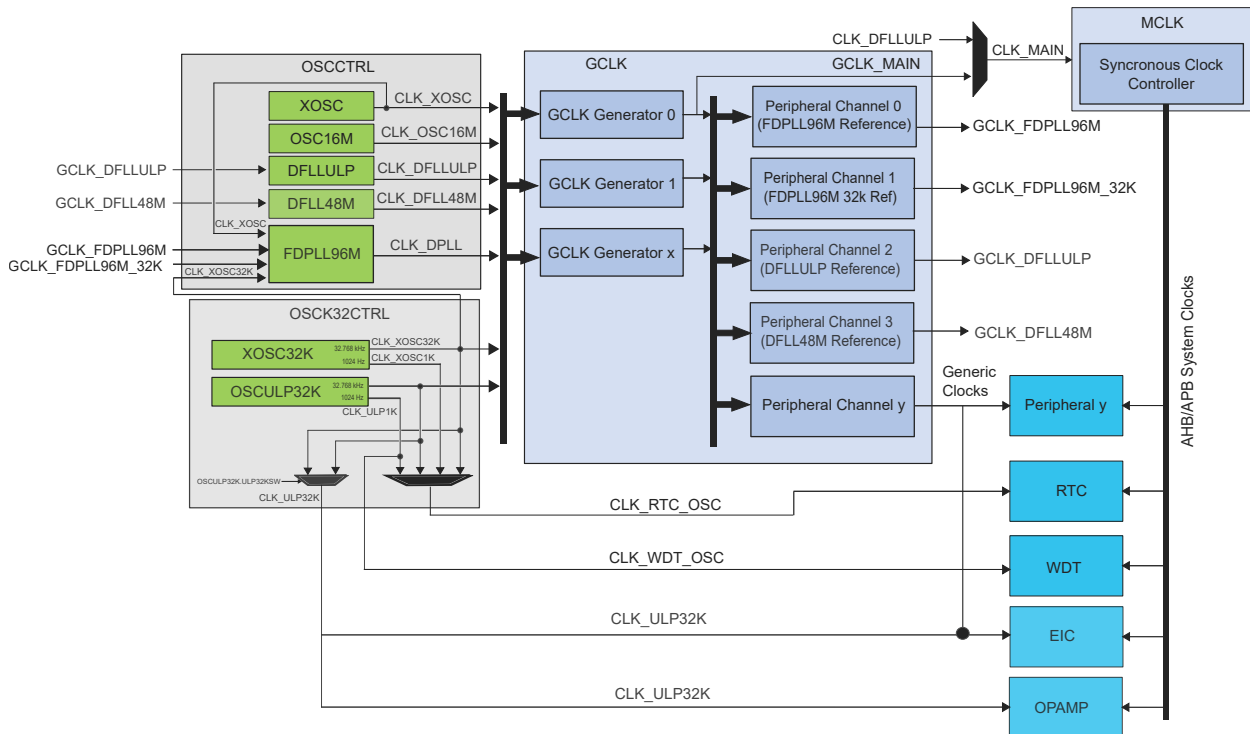 MCLK
CLK_DFLLULP
CLK_MAIN
Syncronous Clock
Controller
OSCCTRL
GCLK
GCLK_MAIN
XOSC
CLK_XOSC
GCLK Generator 0
Peripheral Channel 0
(FDPLL96M Reference)
GCLK_FDPLL96M
OSC16M
CLK_OSC16M
GCLK_DFLLULP
DFLLULP
CLK_DFLLULP
GCLK Generator 1
Peripheral Channel 1
(FDPLL96M 32k Ref)
GCLK_FDPLL96M_32K
GCLK_DFLL48M
DFLL48M
CLK_DFLL48M
CLK_XOSC
GCLK_FDPLL96M
GCLK_FDPLL96M_32K
CLK_XOSC32K
FDPLL96M
CLK_DPLL
GCLK Generator x
Peripheral Channel 2
(DFLLULP Reference)
GCLK_DFLLULP
OSCK32CTRL
Peripheral Channel 3
(DFLL48M Reference)
GCLK_DFLL48M
XOSC32K
32.768 kHz
1024 Hz
CLK_XOSC32K
CLK_XOSC1K
OSCULP32K
32.768 kHz
1024 Hz
CLK_ULP1K
Peripheral Channel y
Generic
Clocks
Peripheral y
AHB/APB System Clocks
OSCULP32K.ULP32KSW
CLK_ULP32K
CLK_RTC_OSC
RTC
CLK_WDT_OSC
WDT
CLK_ULP32K
EIC
CLK_ULP32K
OPAMP